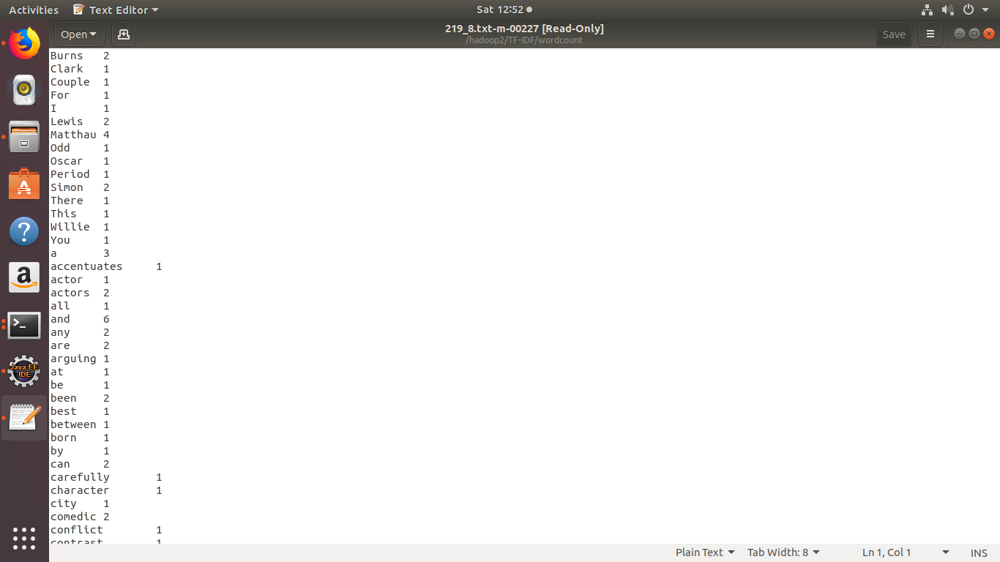 Activities Text Editor Sat 12:52
Open 219_8.txt-m-00227 [Read-Only] Save
/hadoop2/TF-IDF/wordcount
Burns 2
Clark 1
Couple 1
For 1
I 1
Lewis 2
Matthau 4
Odd 1
Oscar 1
Period 1
Simon 2
There 1
This 1
Willie 1
You 1
a 3
accentuates 1
actor 1
actors 2
all 1
and 6
any 2
are 2
arguing 1
at 1
be 1
been 2
best 1
between 1
born 1
by 1
can 2
carefully 1
character 1
city 1
comedic 2
conflict 1
contrast 1
Java EE
IDE
Plain Text Tab Width: 8 Ln 1, Col 1 INS